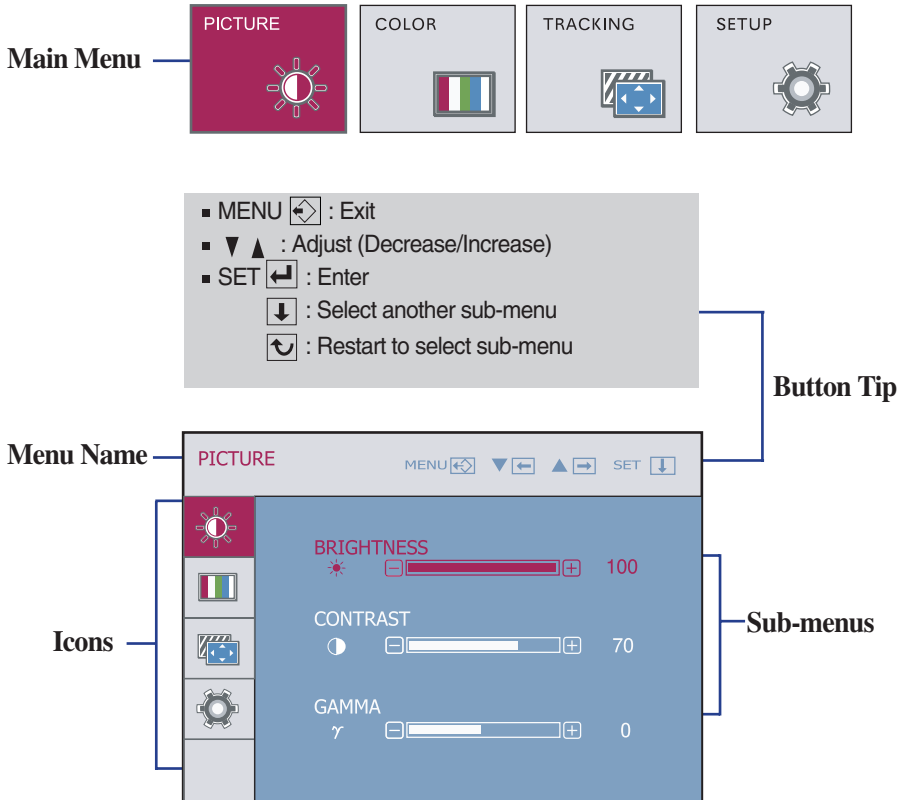 PICTURE COLOR TRACKING SETUP
Main Menu
MENU : Exit
: Adjust (Decrease/Increase)
SET : Enter
: Select another sub-menu
: Restart to select sub-menu
Button Tip
Menu Name
PICTURE MENU SET
BRIGHTNESS
100
CONTRAST
70
Icons
Sub-menus
GAMMA
γ 0